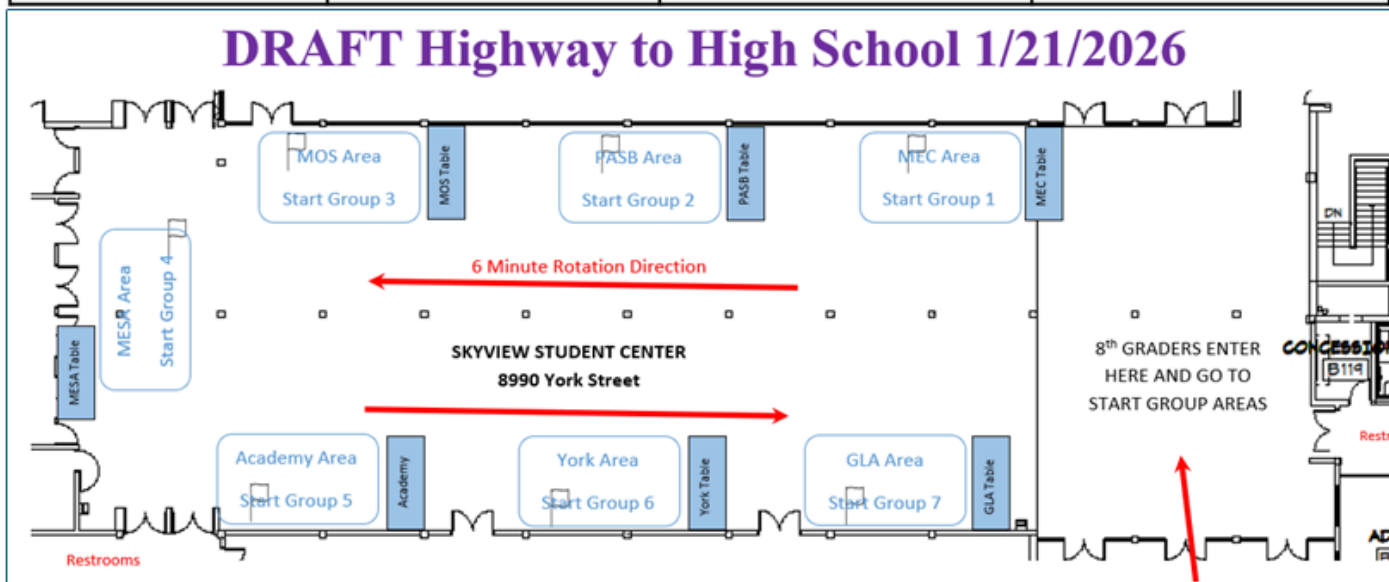 DRAFT Highway to High School 1/21/2026
MOS Area
Start Group 3
MOS Table
PASB Area
Start Group 2
PASB Table
MEC Area
Start Group 1
MEC Table
DN
6 Minute Rotation Direction
MESA Area
Start Group 4
MESA Table
SKYVIEW STUDENT CENTER
8990 York Street
8th GRADERS ENTER
HERE AND GO TO
START GROUP AREAS
CONCESSIO
B119
Restr
Academy Area
Start Group 5
Academy
York Area
Start Group 6
York Table
GLA Area
Start Group 7
GLA Table
Restrooms
AD